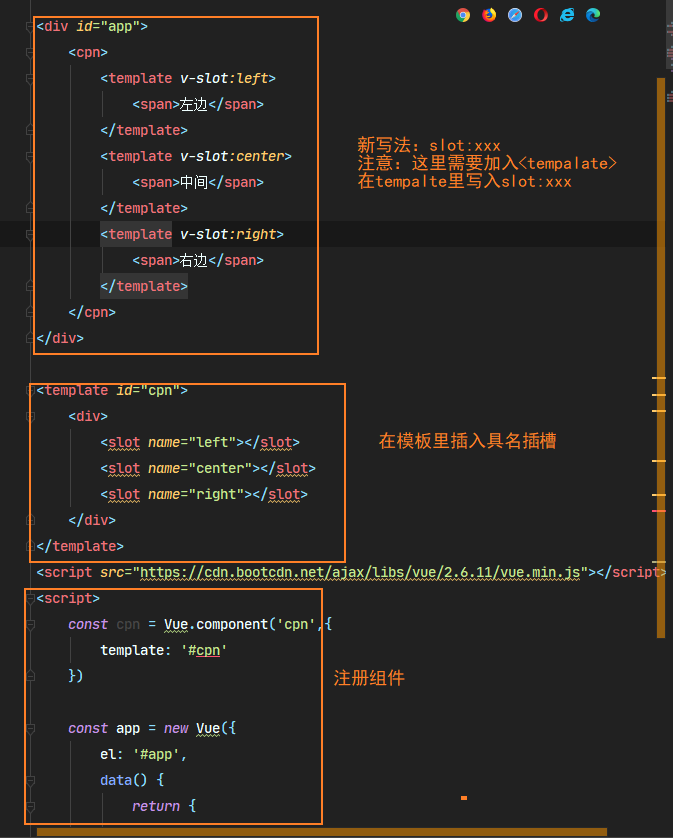 <div id="app">
<cpn>
<template v-slot:left>
<span>左边</span>
</template>
<template v-slot:center>
<span>中间</span>
</template>
<template v-slot:right>
<span>右边</span>
</template>
</cpn>
</div>
新写法：slot:xxx
注意：这里需要加入<tempalate>
在tempalte里写入slot:xxx
<template id="cpn">
<div>
<slot name="left"></slot>
<slot name="center"></slot>
<slot name="right"></slot>
</div>
</template>
在模板里插入具名插槽
<script src="https://cdn.bootcdn.net/ajax/libs/vue/2.6.11/vue.min.js"></script>
<script>
const cpn = Vue.component('cpn',{
template: '#cpn'
})
注册组件
const app = new Vue({
el: '#app',
data() {
return {